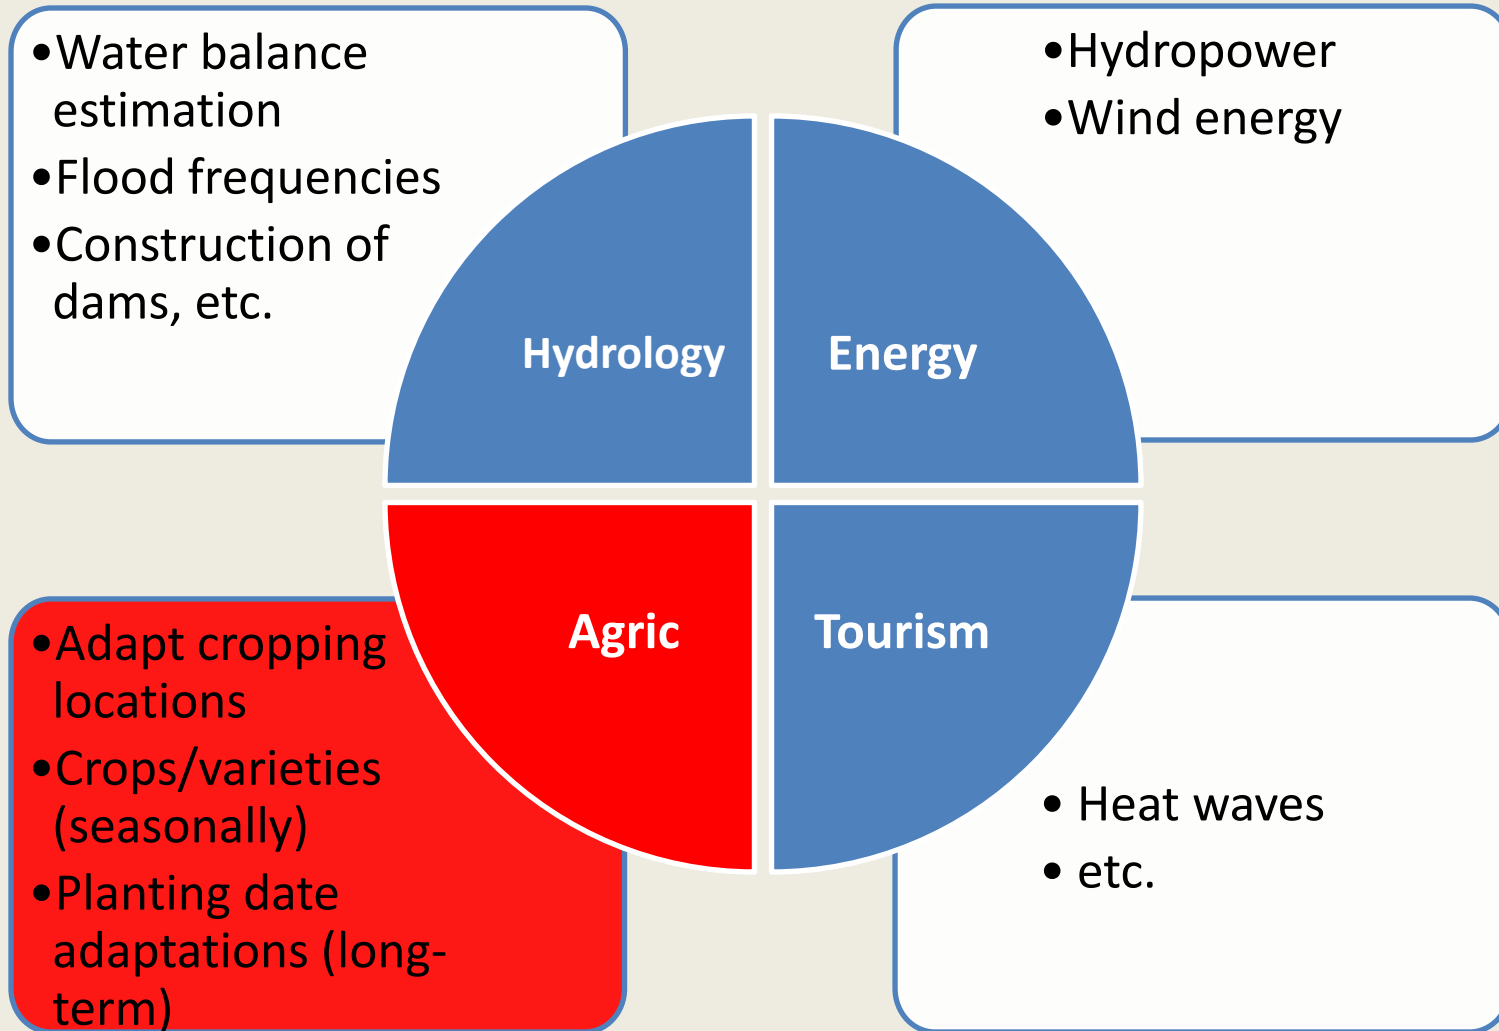 •Water balance
estimation
•Flood frequencies
•Construction of
dams, etc.
•Hydropower
•Wind energy
Hydrology
Energy
Agric
Tourism
•Adapt cropping
locations
•Crops/varieties
(seasonally)
•Planting date
adaptations (long-
term)
• Heat waves
• etc.